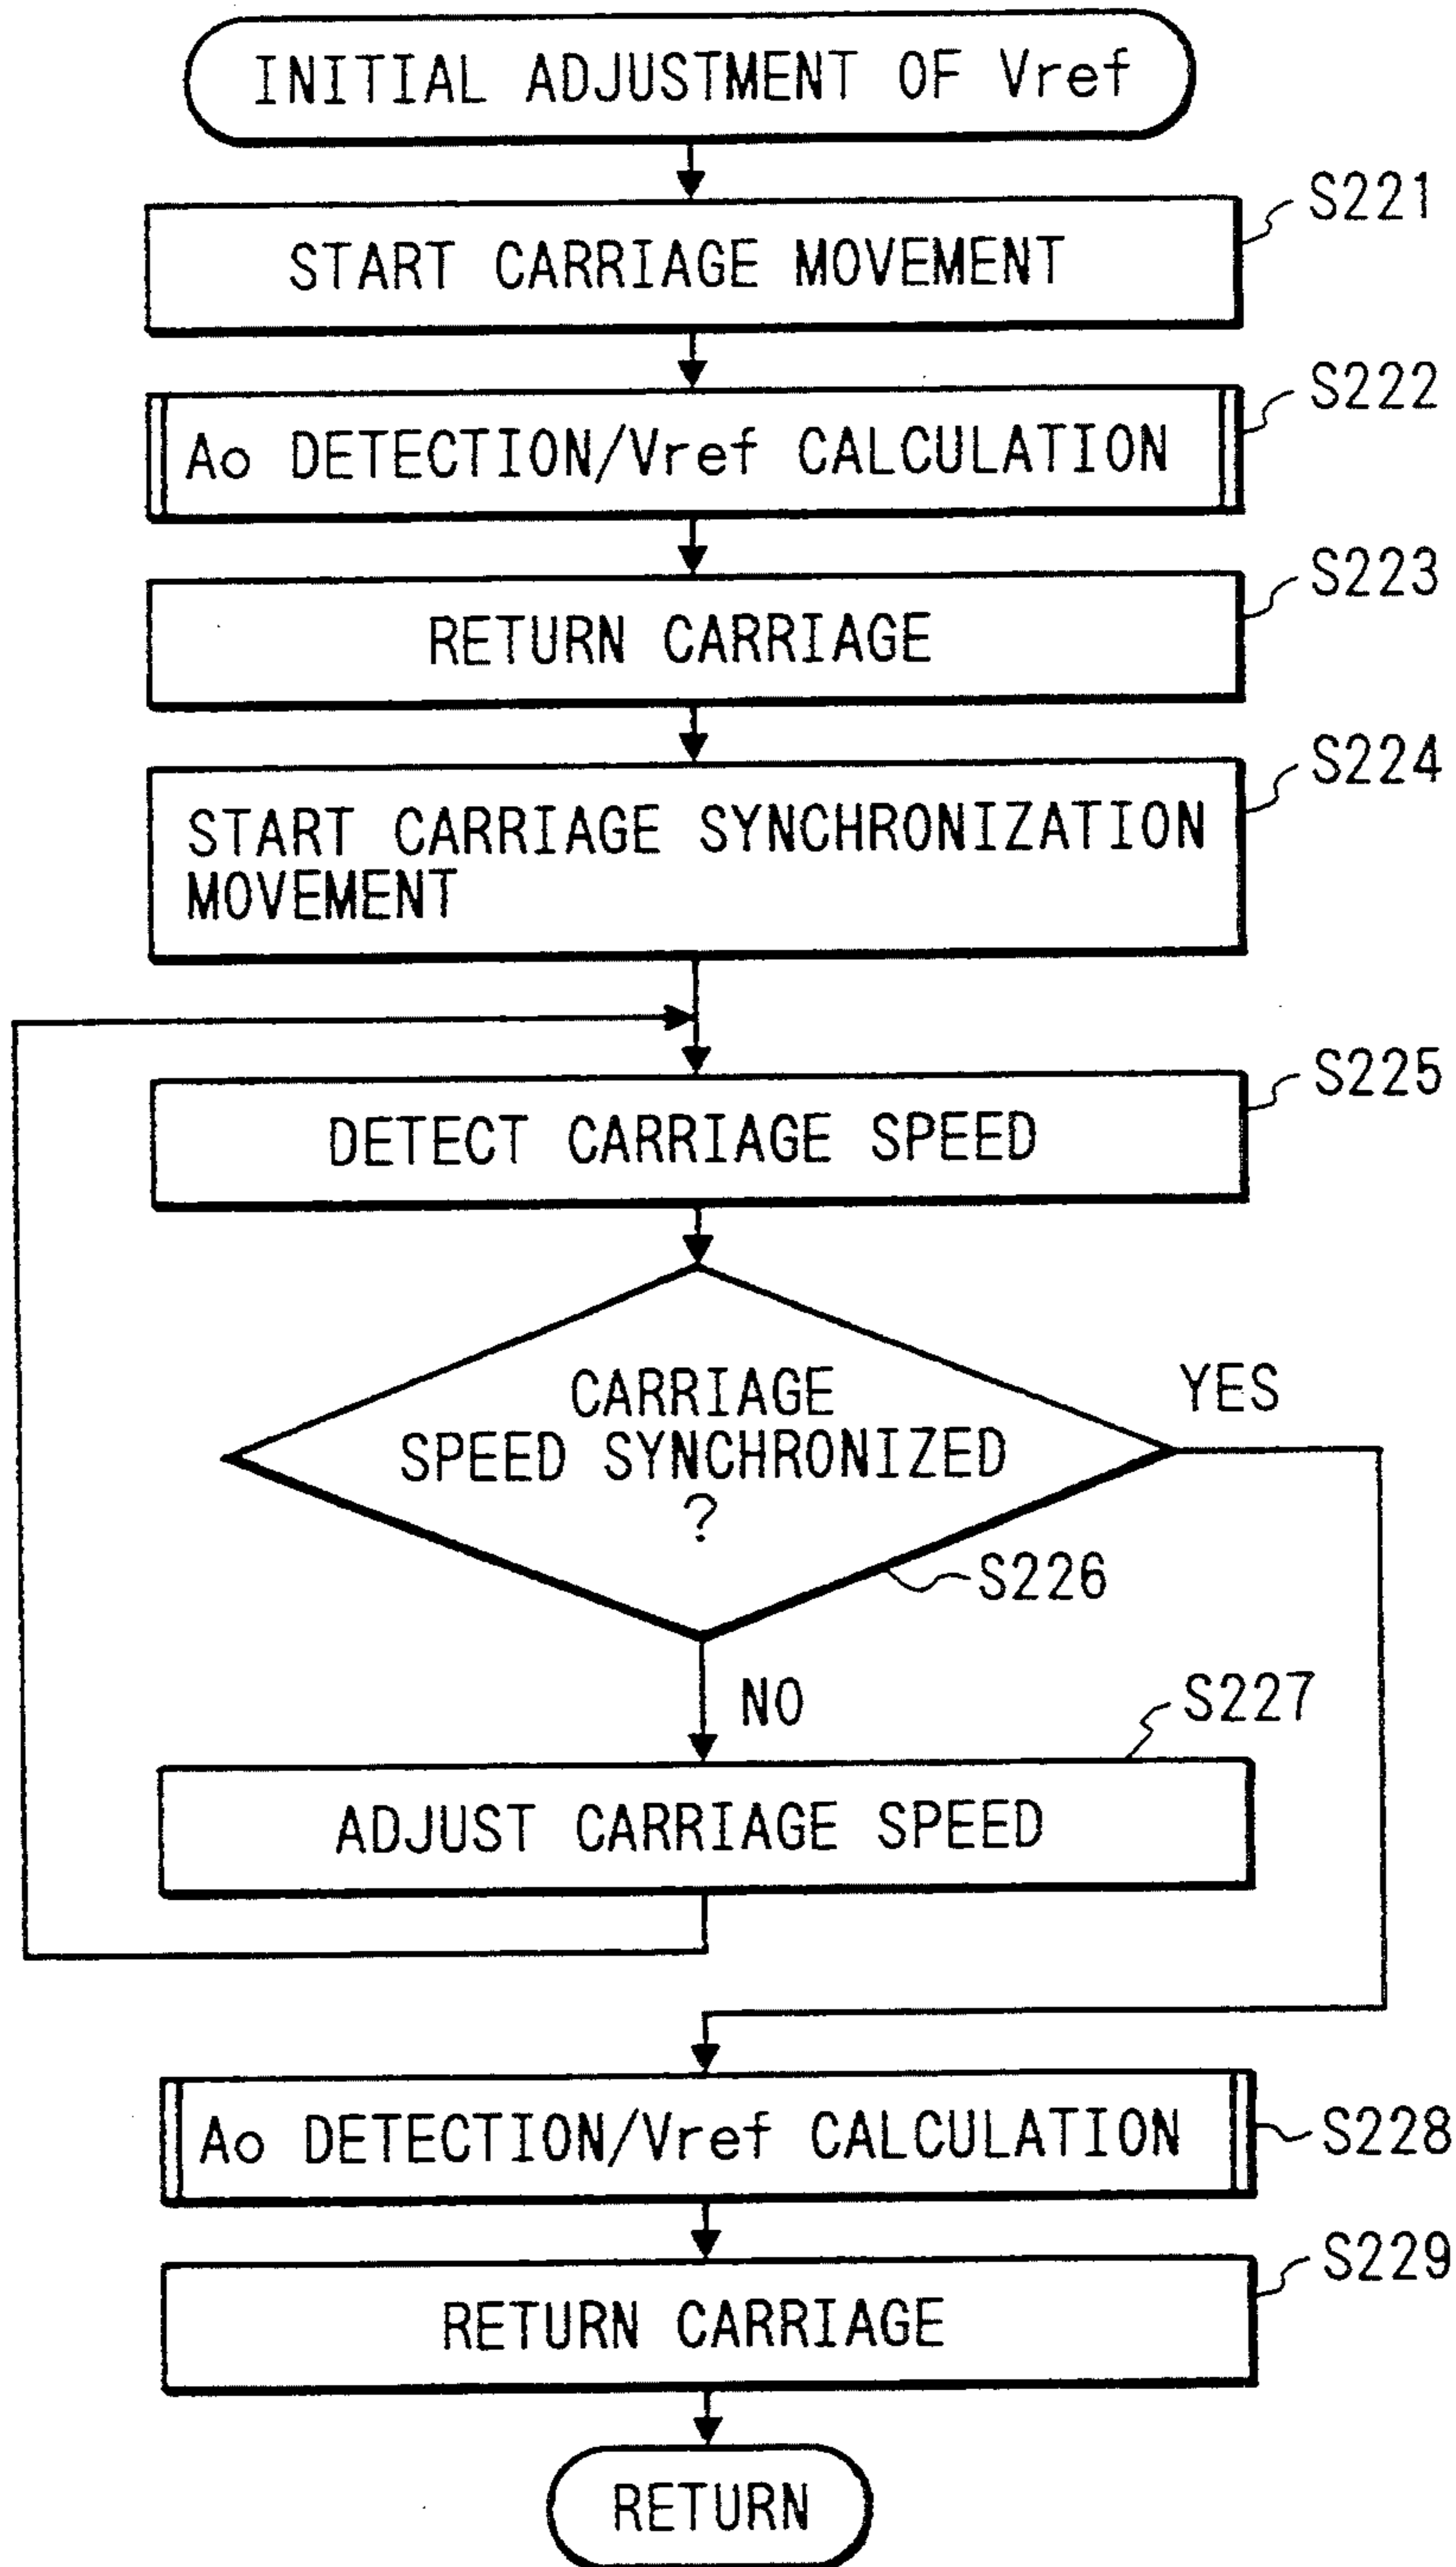 INITIAL ADJUSTMENT OF Vref
S221
START CARRIAGE MOVEMENT
S222
Ao DETECTION/Vref CALCULATION
S223
RETURN CARRIAGE
S224
START CARRIAGE SYNCHRONIZATION
MOVEMENT
S225
DETECT CARRIAGE SPEED
CARRIAGE
SPEED SYNCHRONIZED
?
YES
S226
NO
S227
ADJUST CARRIAGE SPEED
Ao DETECTION/Vref CALCULATION
S228
S229
RETURN CARRIAGE
RETURN